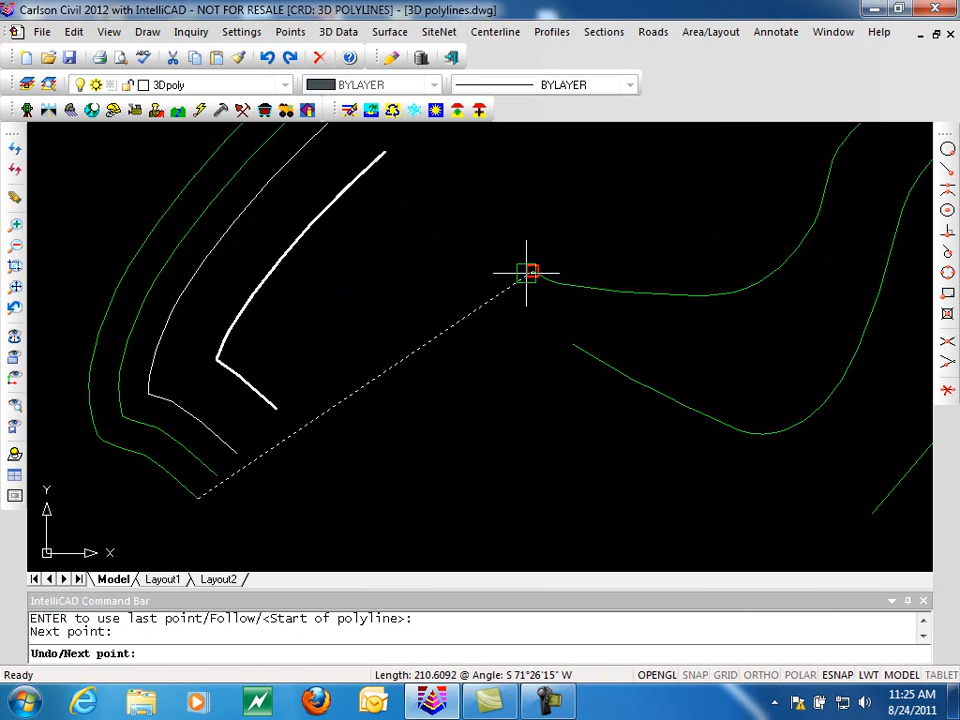 Carlson Civil 2012 with IntelliCAD - NOT FOR RESALE [CRD: 3D POLYLINES] - [3D polylines.dwg]
File Edit View Draw Inquiry Settings Points 3D Data Surface SiteNet Centerline Profiles Sections Roads Area/Layout Annotate Window Help
3Dpoly BYLAYER BYLAYER
Y
X
Model Layout1 Layout2
IntelliCAD Command Bar
ENTER to use last point/Follow/<Start of polyline>:
Next point:
Undo/Next point:
Ready Length: 210.6092 @ Angle: S 71°26'15" W OPENGL SNAP GRID ORTHO POLAR ESNAP LWT MODEL TABLET
11:25 AM
8/24/2011